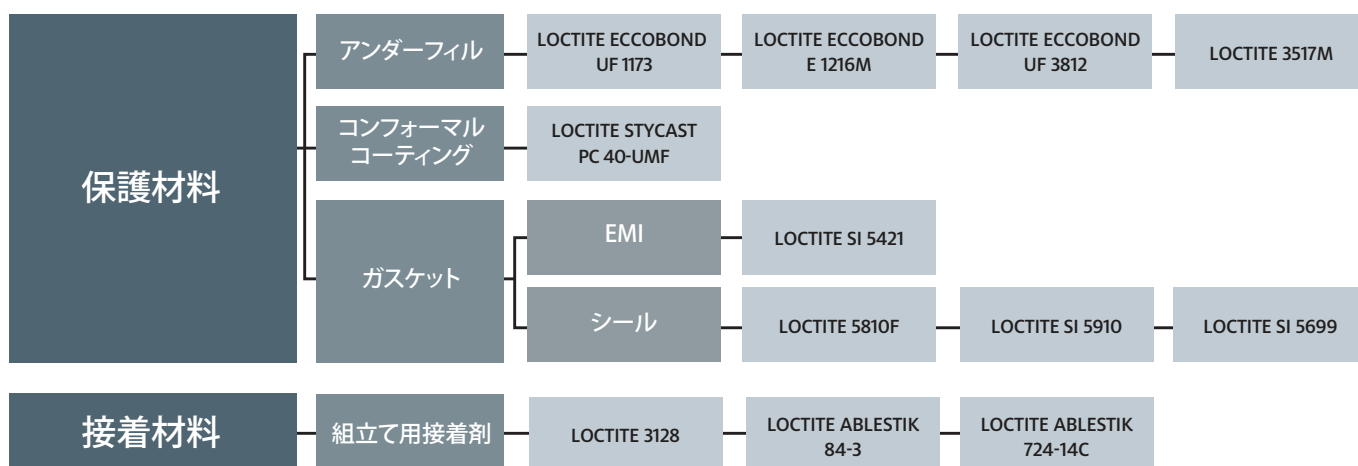 保護材料
アンダーフィル
LOCTITE ECCOBOND
UF 1173
LOCTITE ECCOBOND
E 1216M
LOCTITE ECCOBOND
UF 3812
LOCTITE 3517M
コンフォーマル
コーティング
LOCTITE STYCAST
PC 40-UMF
ガスケット
EMI
LOCTITE SI 5421
シール
LOCTITE 5810F
LOCTITE SI 5910
LOCTITE SI 5699
接着材料
組立て用接着剤
LOCTITE 3128
LOCTITE ABLESTIK
84-3
LOCTITE ABLESTIK
724-14C